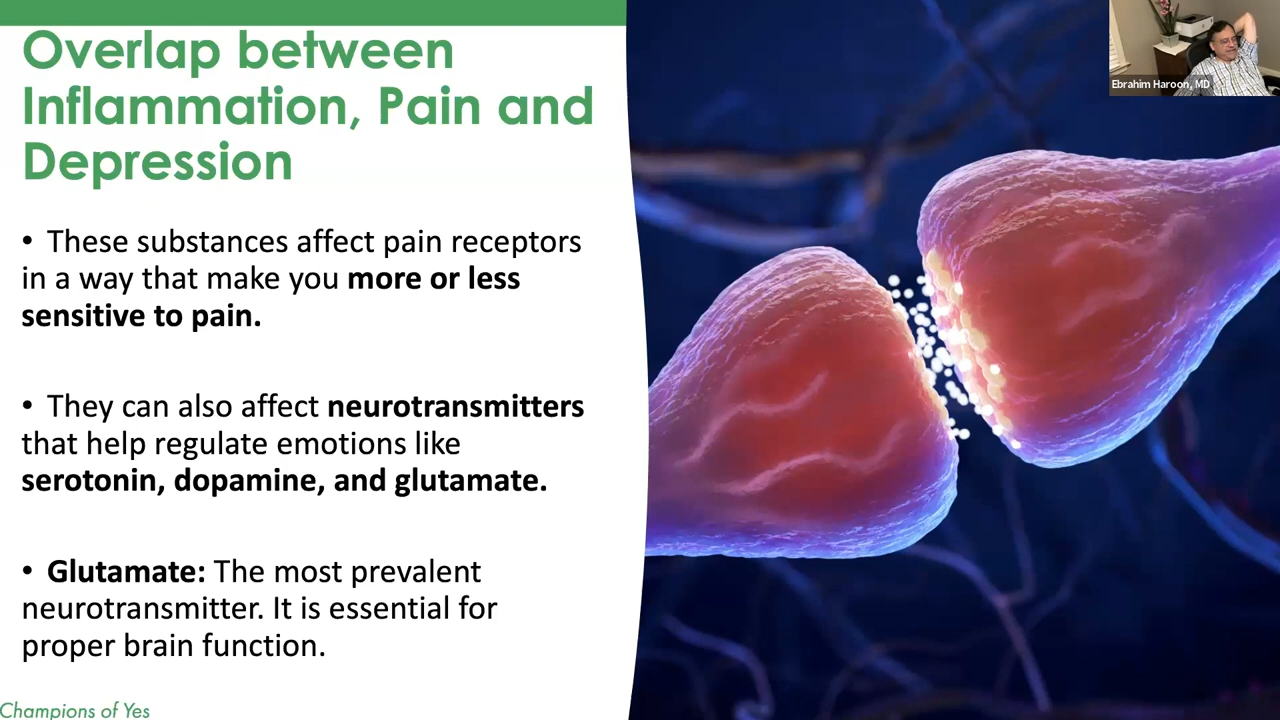 Overlap between
Inflammation, Pain and
Depression
Ebrahim Haroon, MD
• These substances affect pain receptors
in a way that make you more or less
sensitive to pain.
• They can also affect neurotransmitters
that help regulate emotions like
serotonin, dopamine, and glutamate.
• Glutamate: The most prevalent
neurotransmitter. It is essential for
proper brain function.
Champions of Yes